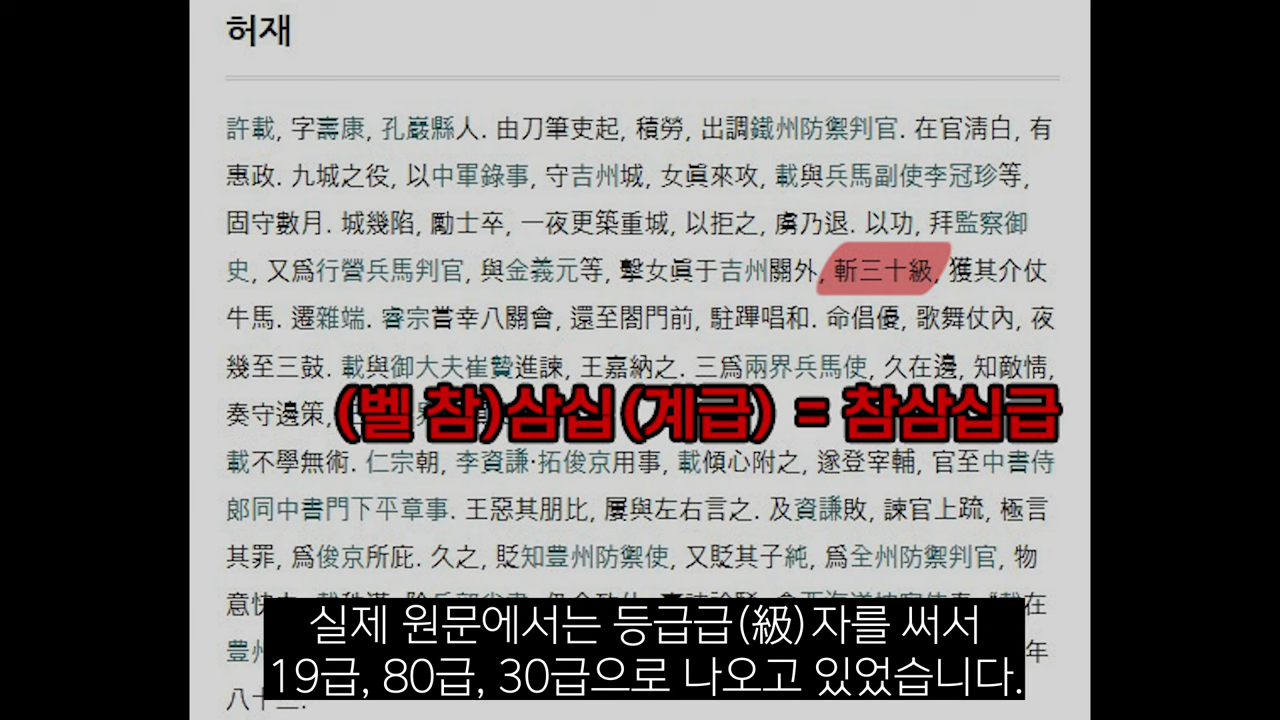 허재
許載, 字壽康, 孔巖縣人. 由刀筆吏起, 積勞, 出調鐵州防禦判官. 在官淸白, 有
惠政. 九城之役, 以中軍錄事, 守吉州城, 女眞來攻, 載與兵馬副使李冠珍等,
固守數月. 城幾陷, 勵士卒, 一夜更築重城, 以拒之, 虜乃退. 以功, 拜監察御
史, 又爲行營兵馬判官, 與金義元等, 擊女眞于吉州關外, 斬三十級, 獲其介仗
牛馬. 遷雜端. 睿宗嘗幸八關會, 還至閤門前, 駐蹕唱和. 命倡優, 歌舞仗內, 夜
幾至三鼓. 載與御大夫崔贄進諫, 王嘉納之. 三爲兩界兵馬使, 久在邊, 知敵情,
奏守邊策,
(벨 참)삼십(계급) = 참삼십급
載不學無術. 仁宗朝, 李資謙·拓俊京用事, 載傾心附之, 遂登宰輔, 官至中書侍
郞同中書門下平章事. 王惡其朋比, 屢與左右言之. 及資謙敗, 諫官上疏, 極言
其罪, 爲俊京所庇. 久之, 貶知豊州防禦使, 又貶其子純, 爲全州防禦判官, 物
意快 在
실제 원문에서는 등급급(級)자를 써서
豊 年
19급, 80급, 30급으로 나오고 있었습니다.
八十